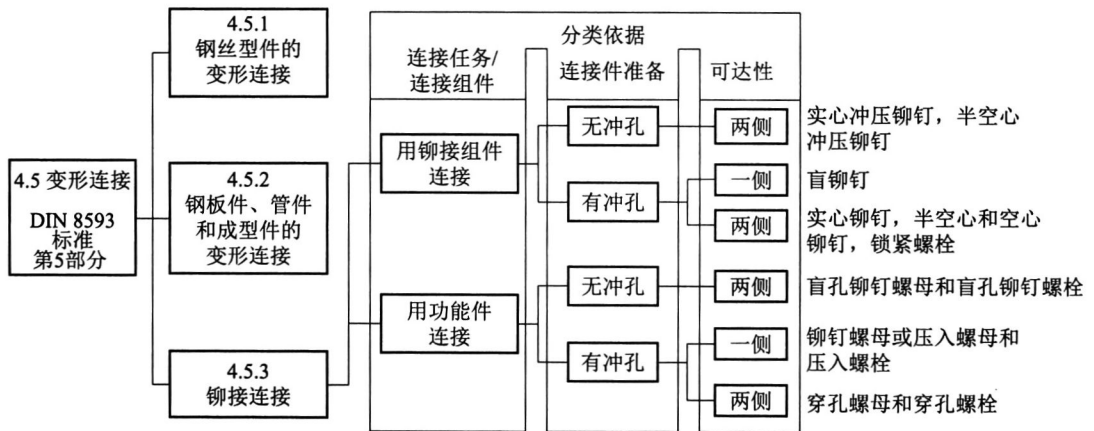 4.5 变形连接
DIN 8593
标准
第5部分
4.5.1
钢丝型件的
变形连接
4.5.2
钢板件、管件
和成型件的
变形连接
4.5.3
铆接连接
分类依据
连接任务/
连接组件
连接件准备
可达性
用铆接组件
连接
无冲孔
两侧
实心冲压铆钉，半空心
冲压铆钉
有冲孔
一侧
盲铆钉
两侧
实心铆钉，半空心和空心
铆钉，锁紧螺栓
用功能件
连接
无冲孔
两侧
盲孔铆钉螺母和盲孔铆钉螺栓
有冲孔
一侧
铆钉螺母或压入螺母和
压入螺栓
两侧
穿孔螺母和穿孔螺栓